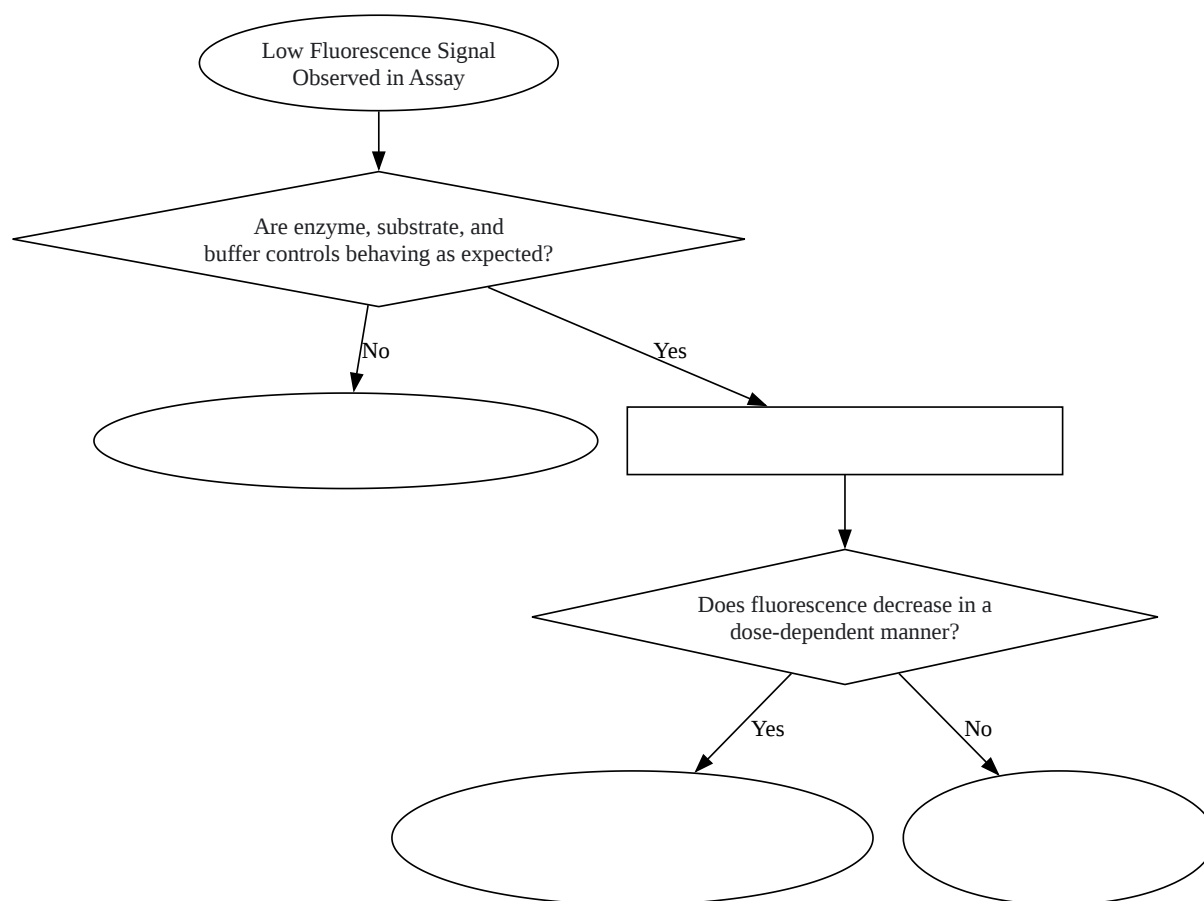 Low Fluorescence Signal
Observed in Assay
Are enzyme, substrate, and
buffer controls behaving as expected?
No
Yes
Does fluorescence decrease in a
dose-dependent manner?
Yes
No